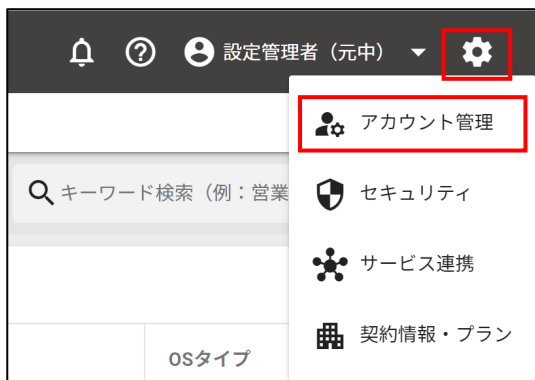 設定管理者（元中）
アカウント管理
キーワード検索（例：営業
セキュリティ
サービス連携
契約情報・プラン
OSタイプ